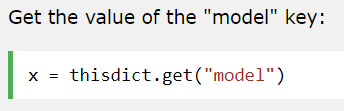 Get the value of the "model" key:
x = thisdict.get("model")